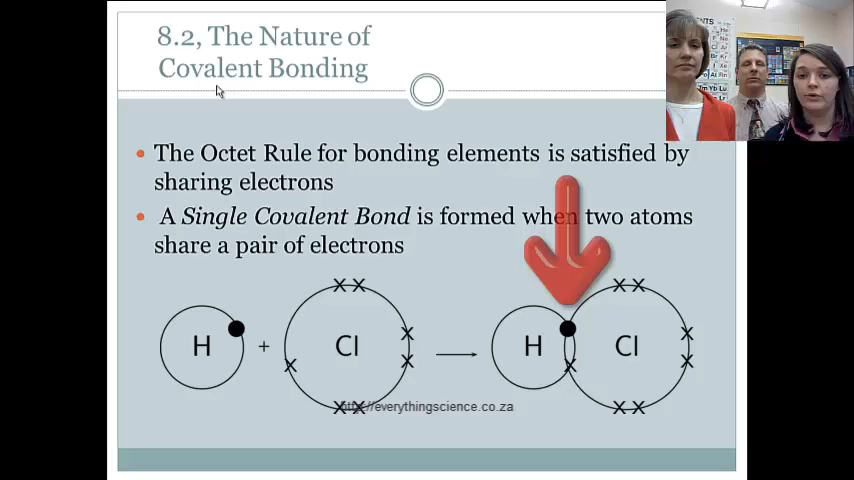 8.2, The Nature of
Covalent Bonding
• The Octet Rule for bonding elements is satisfied by
sharing electrons
• A Single Covalent Bond is formed when two atoms
share a pair of electrons
H + Cl → H Cl
http://everythingscience.co.za